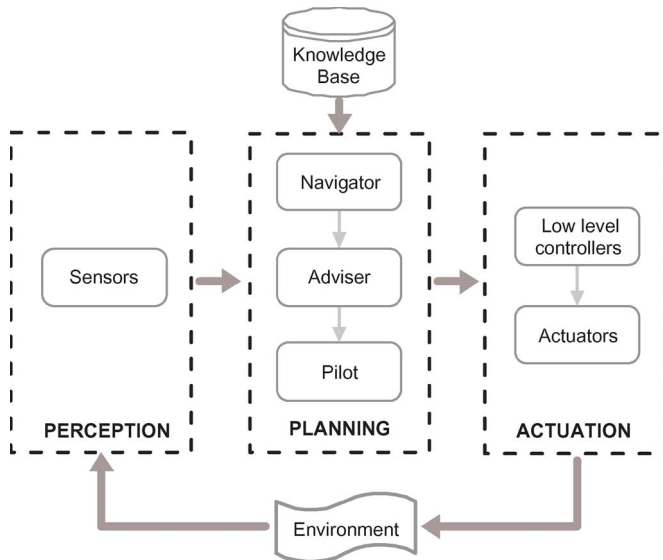 Knowledge
Base
Navigator
Sensors
Adviser
Pilot
Low level
controllers
Actuators
PERCEPTION
PLANNING
ACTUATION
Environment